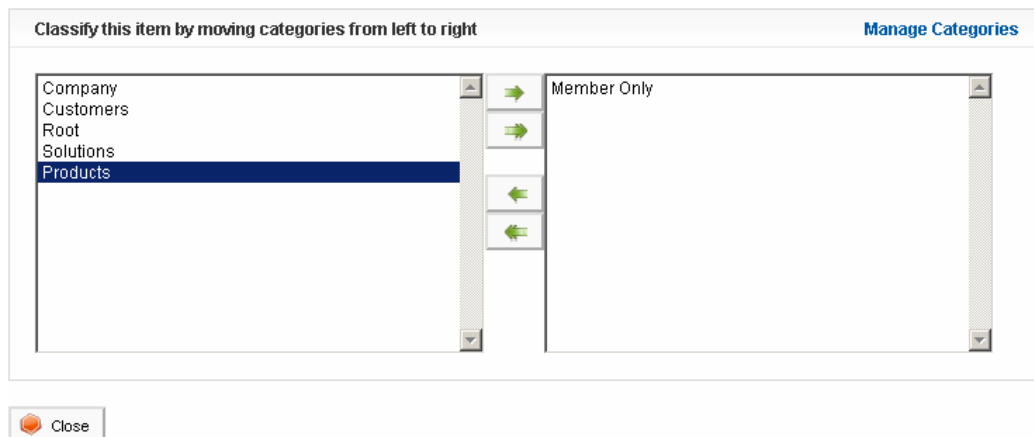 Classify this item by moving categories from left to right
Manage Categories
Company
Customers
Root
Solutions
Products
Member Only
Close